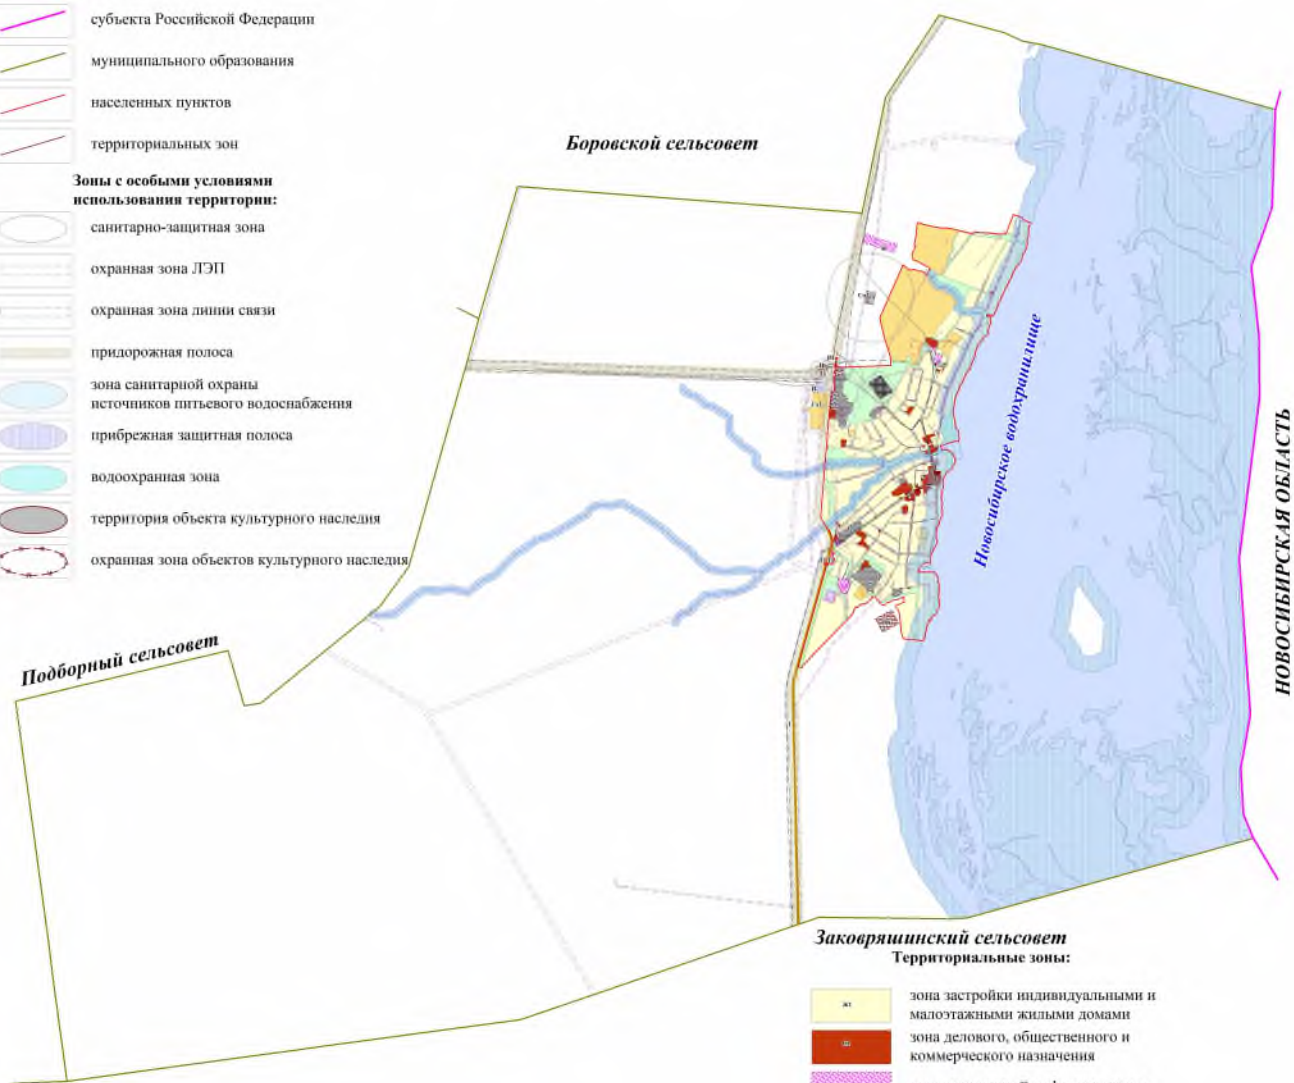 субъекта Российской Федерации
муниципального образования
населенных пунктов
территориальных зон
Зоны с особыми условиями
использования территории:
санитарно-защитная зона
охранная зона ЛЭП
охранная зона линии связи
придорожная полоса
зона санитарной охраны
источников питьевого водоснабжения
прибрежная защитная полоса
водоохранная зона
территория объекта культурного наследия
охранная зона объектов культурного наследия
Боровской сельсовет
Новосибирское водохранилище
НОВОСИБИРСКАЯ ОБЛАСТЬ
Подборный сельсовет
Заковряшинский сельсовет
Территориальные зоны:
зона застройки индивидуальными и
малоэтажными жилыми домами
зона делового, общественного и
коммерческого назначения